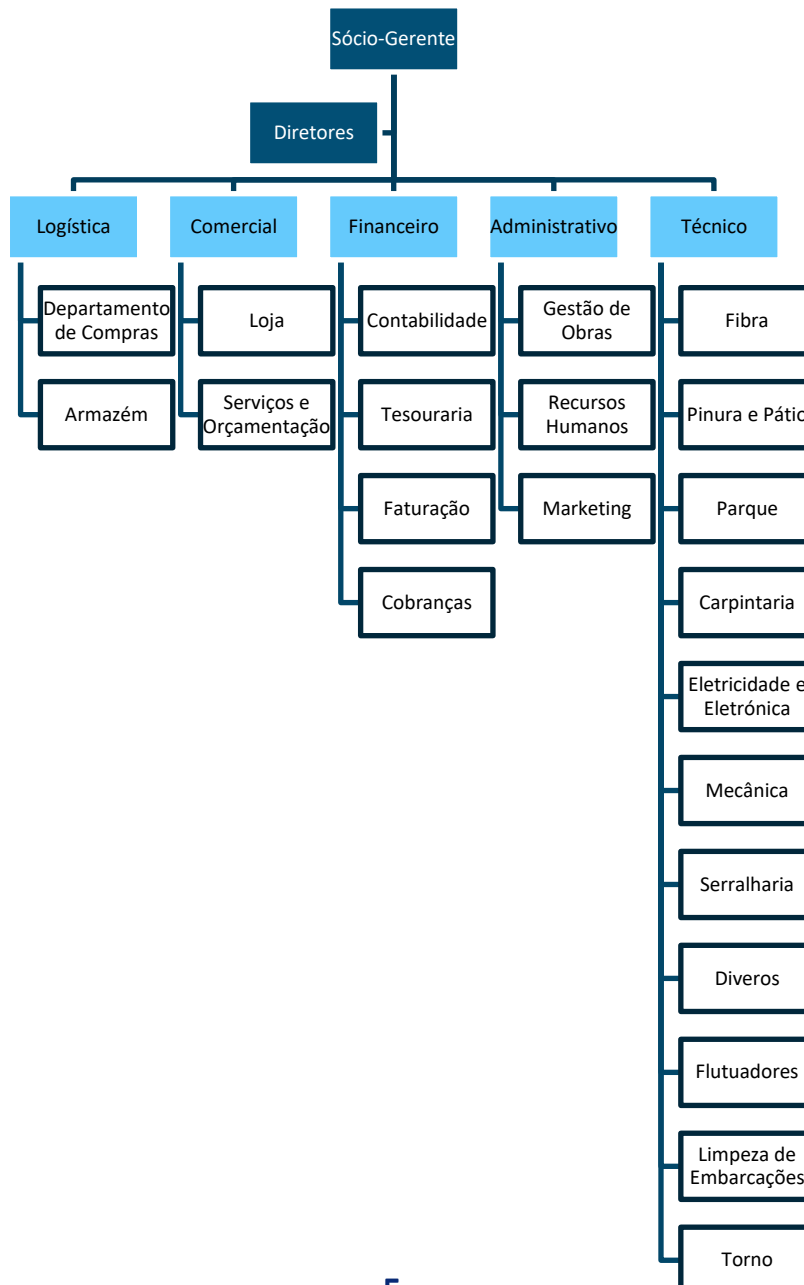 Sócio-Gerente
Diretores
Logística
Comercial
Financeiro
Administrativo
Técnico
Departamento
de Compras
Armazém
Loja
Serviços e
Orçamentação
Contabilidade
Tesouraria
Faturação
Cobranças
Gestão de
Obras
Recursos
Humanos
Marketing
Fibra
Pinura e Pátio
Parque
Carpintaria
Eletricidade e
Eletrónica
Mecânica
Serralharia
Diveros
Flutuadores
Limpeza de
Embarcações
Torno